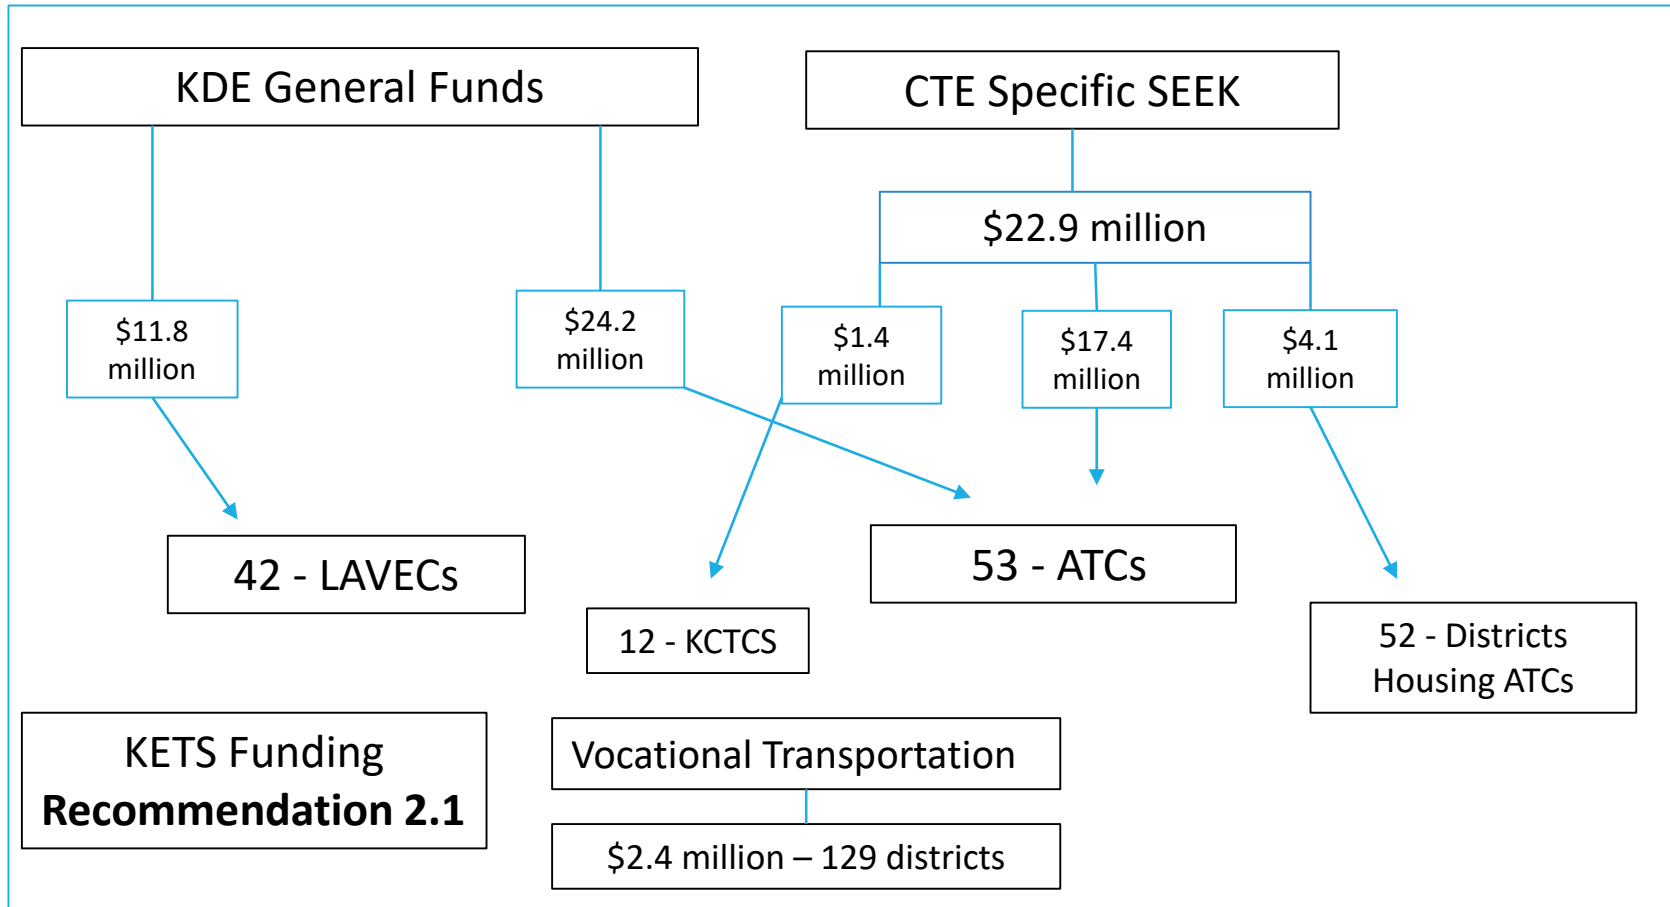 KDE General Funds
CTE Specific SEEK
$22.9 million
$11.8
million
$24.2
million
$1.4
million
$17.4
million
$4.1
million
42 - LAVECs
53 - ATCs
12 - KCTCS
52 - Districts
Housing ATCs
KETS Funding
Recommendation 2.1
Vocational Transportation
$2.4 million – 129 districts